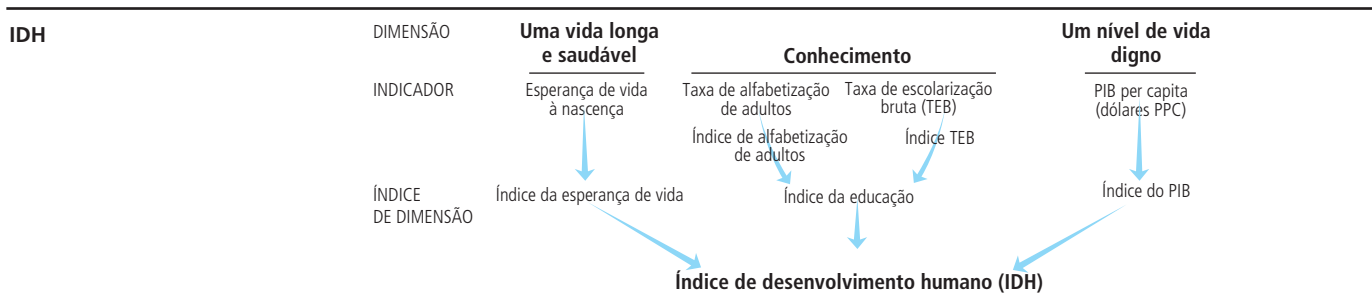 IDH
DIMENSÃO
Uma vida longa
e saudável
Conhecimento
Um nível de vida
digno
INDICADOR
Esperança de vida
à nascença
Taxa de alfabetização
de adultos
Taxa de escolarização
bruta (TEB)
PIB per capita
(dólares PPC)
Índice de alfabetização
de adultos
Índice TEB
ÍNDICE
DE DIMENSÃO
Índice da esperança de vida
Índice da educação
Índice do PIB
Índice de desenvolvimento humano (IDH)